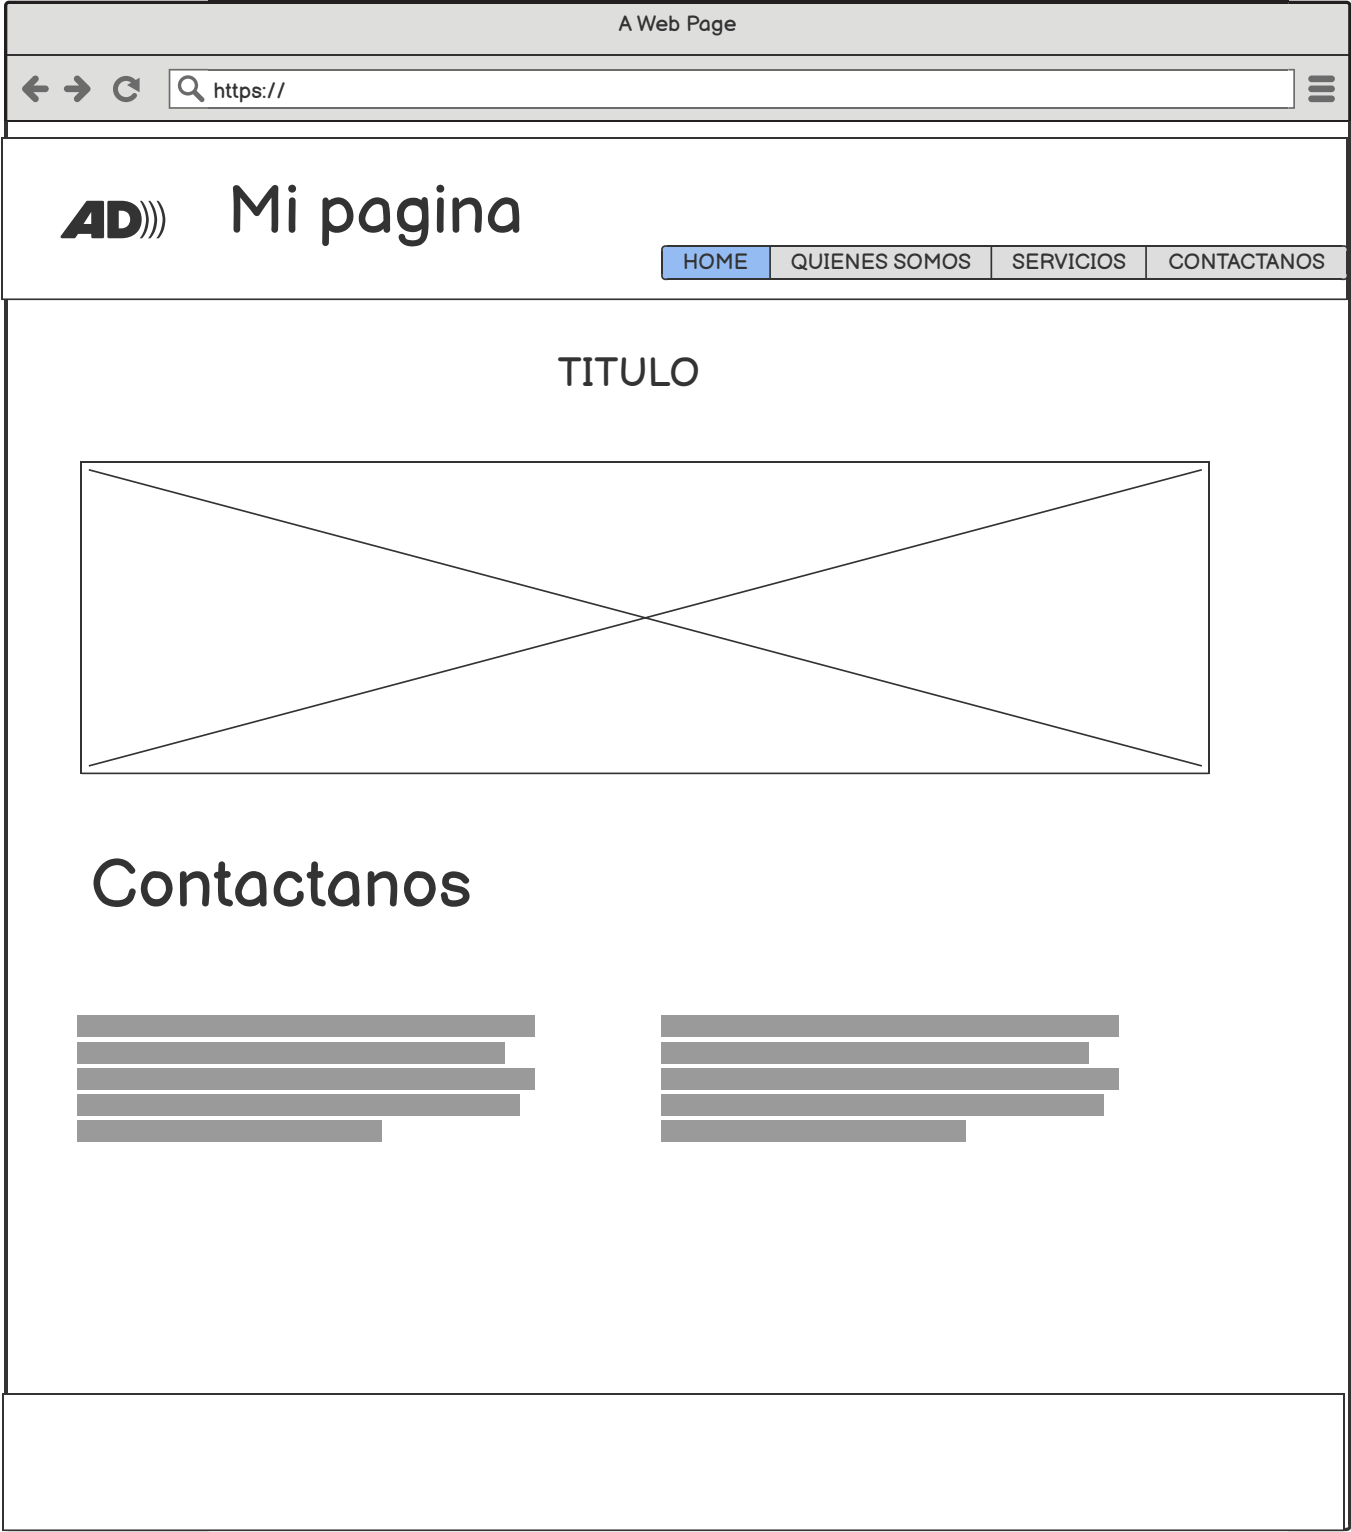 A Web Page
https://
AD
Mi pagina
HOME QUIENES SOMOS SERVICIOS CONTACTANOS
TITULO
Contactanos